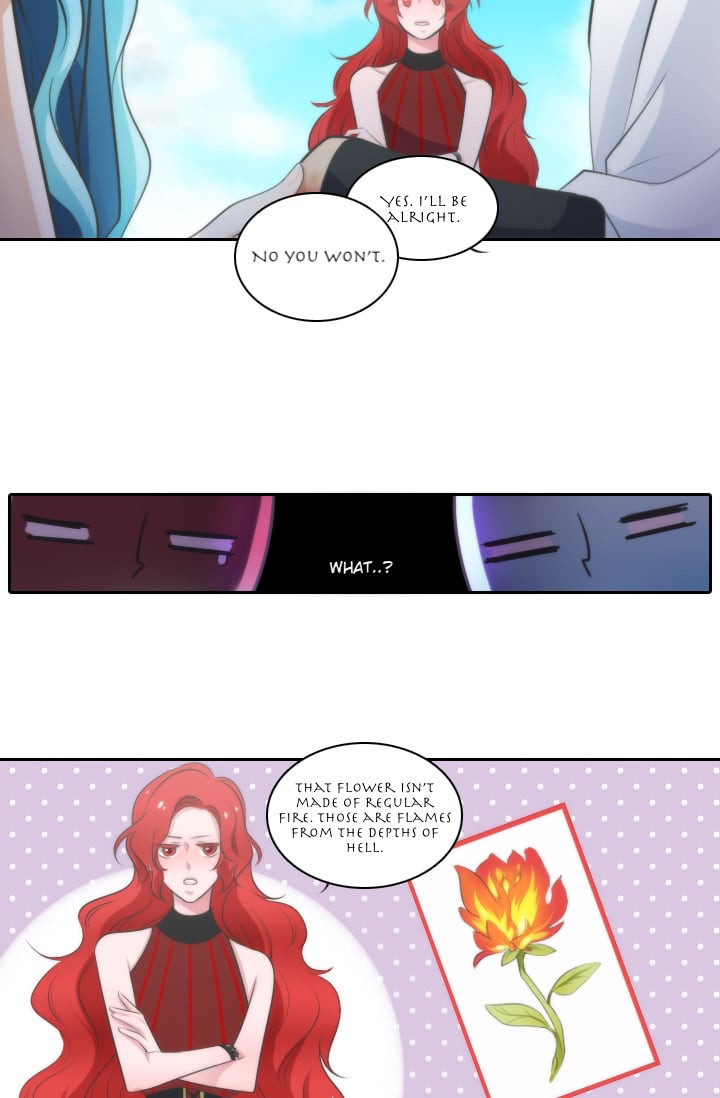 Yes. I'll be
alright.
No you won't.
WHAT..?
That flower isn't
made of regular
fire. Those are flames
from the depths of
hell.